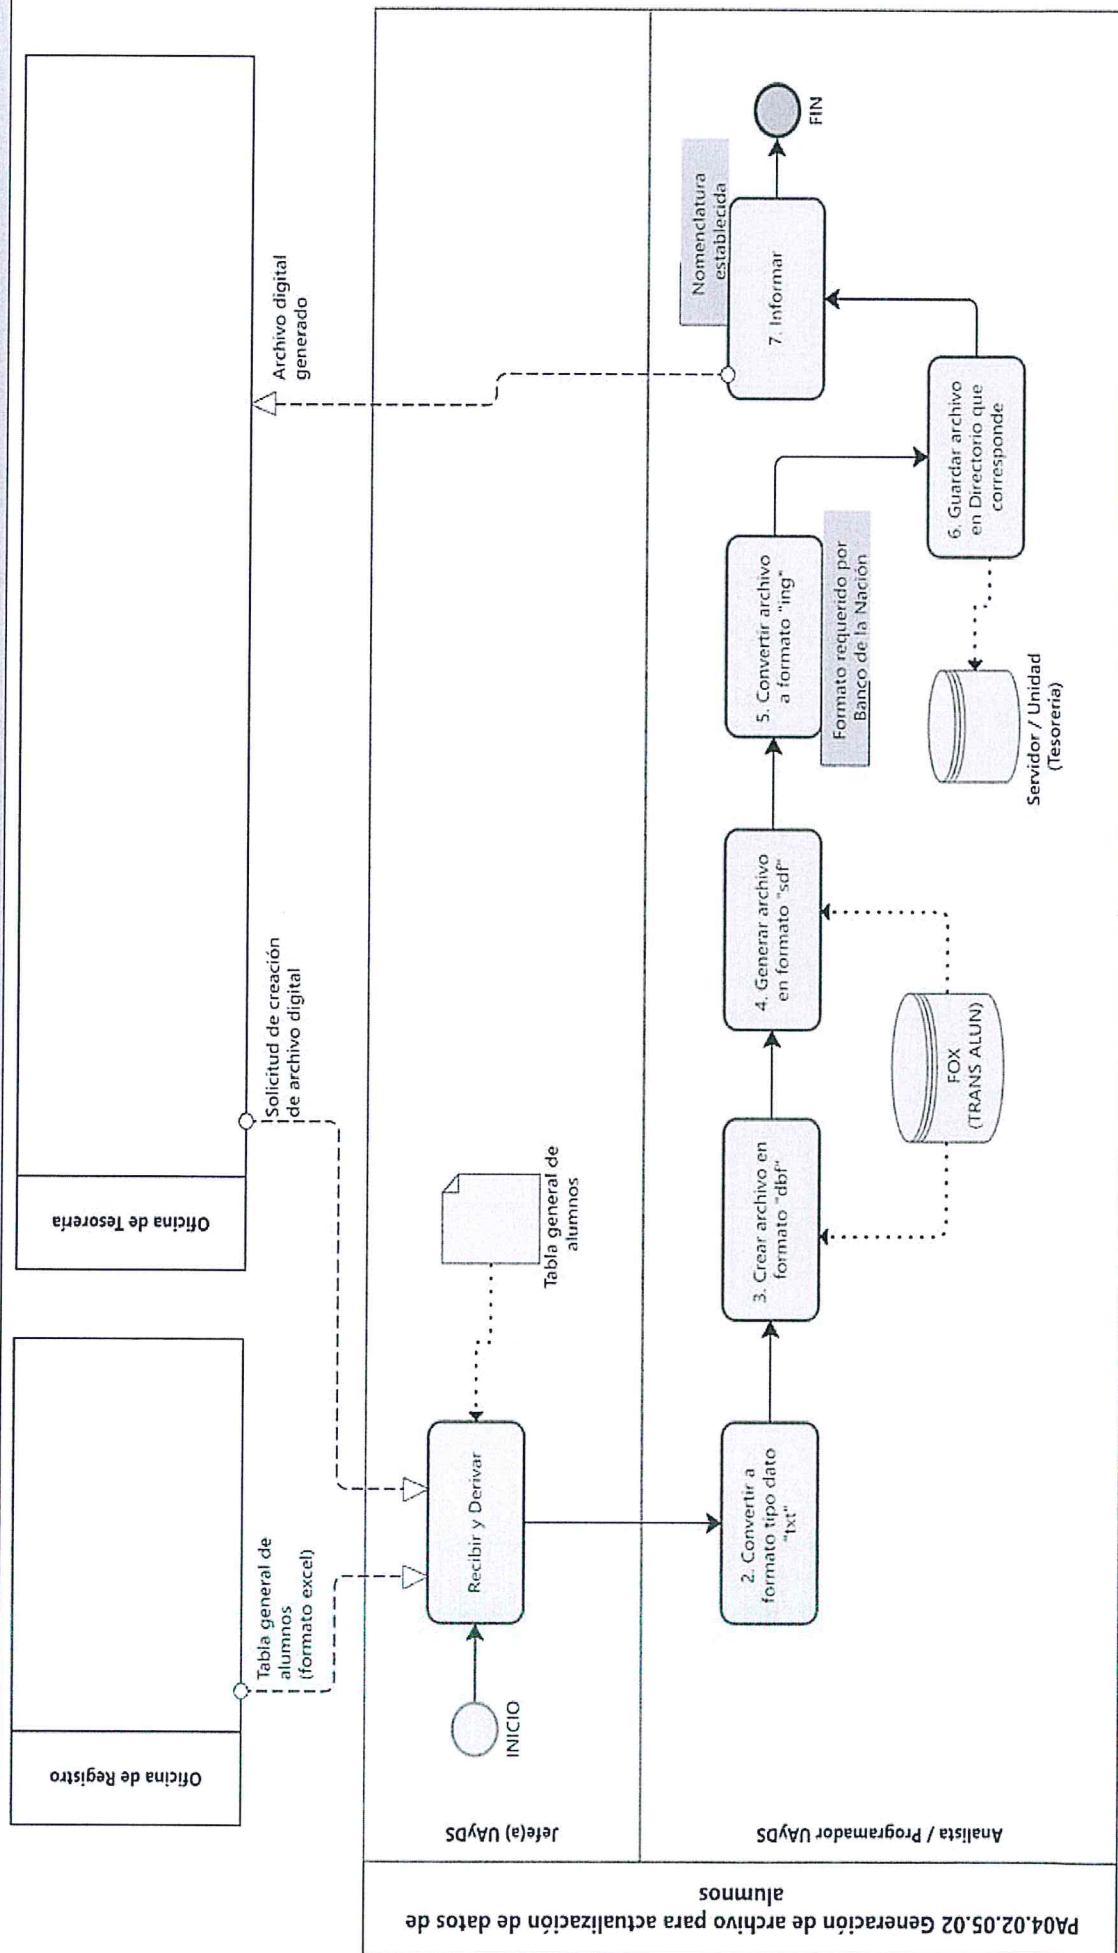 PA04.02.05.02 Generación de archivo para actualización de datos de
alumnos
Oficina de Registro
Oficina de Tesorería
Jefe(a) UAyDS
Analista / Programador UAyDS
Tabla general de
alumnos
(formato excel)
Solicitud de creación
de archivo digital
Archivo digital
generado
INICIO
Recibir y Derivar
Tabla general de
alumnos
2. Convertir a
formato tipo dato
"txt"
3. Crear archivo en
formato "dbf"
4. Generar archivo
en formato "sdf"
FOX
(TRANS ALUN)
5. Convertir archivo
a formato "ing"
Formato requerido por
Banco de la Nación
6. Guardar archivo
en Directorio que
corresponde
Servidor / Unidad
(Tesoreria)
7. Informar
Nomenclatura
establecida
FIN